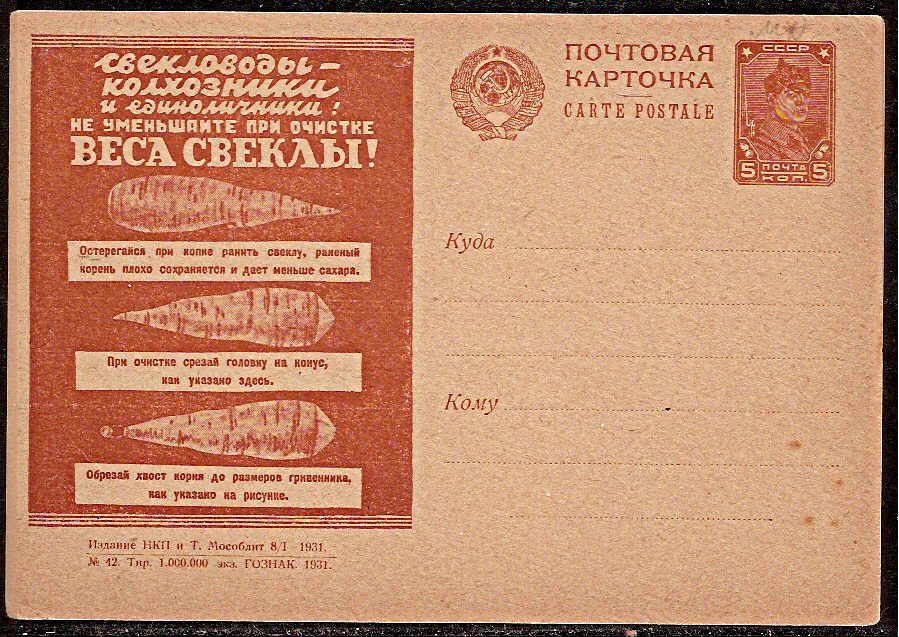 свекловоды—
колхозники
и единоличники!
НЕ УМЕНЬШАЙТЕ ПРИ ОЧИСТКЕ
ВЕСА СВЕКЛЫ!
Остерегайся при копке ранить свеклу, раненый
корень плохо сохраняется и дает меньше сахара.
При очистке срезай головку на конус,
как указано здесь.
Обрезай хвост корня до размеров гривенника,
как указано на рисунке.
Издание НКП и Т. Мособлит 8/I 1931.
№ 42. Тир. 1.000.000 экз. ГОЗНАК. 1931.
ПОЧТОВАЯ
КАРТОЧКА
CARTE POSTALE
СССР
5 ПОЧТА 5
КОП.
Куда
Кому